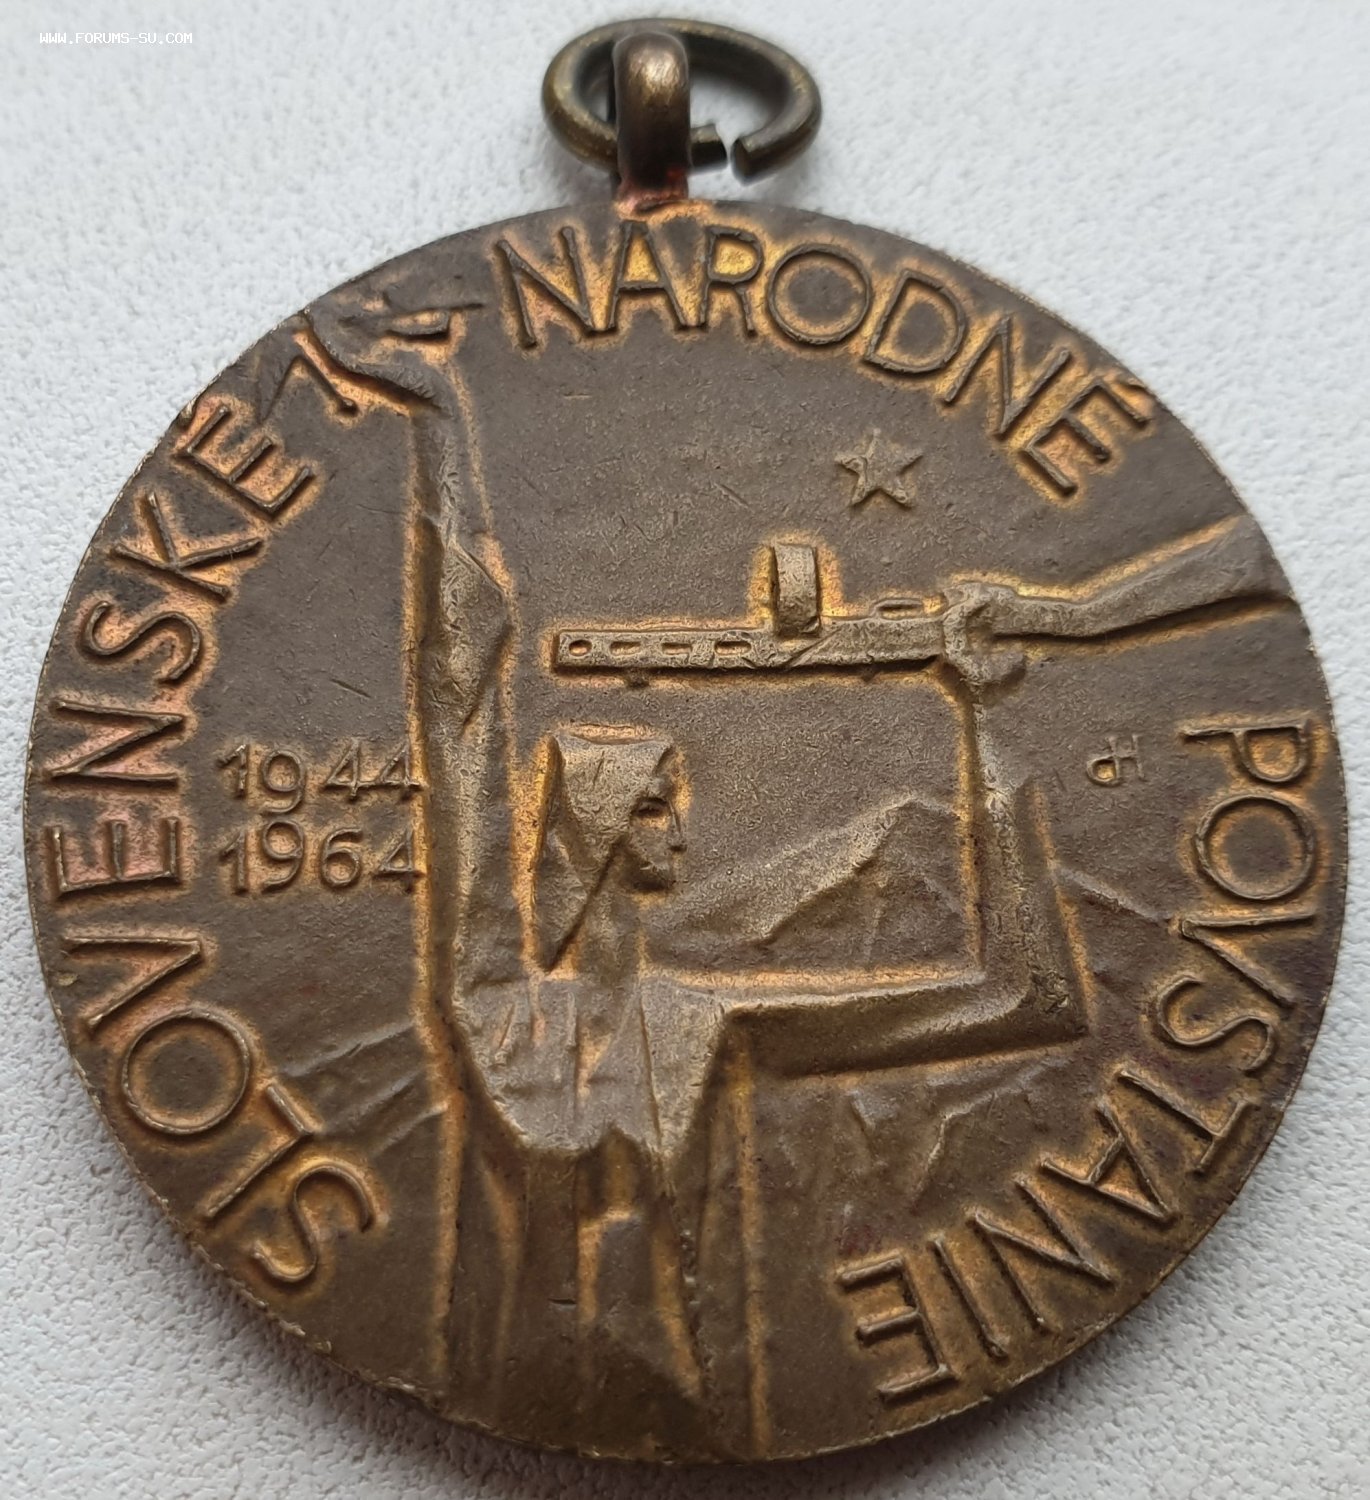 WWW.FORUMS-SU.COM
SLOVENSKÉ NÁRODNÉ POVSTANIE
1944
1964